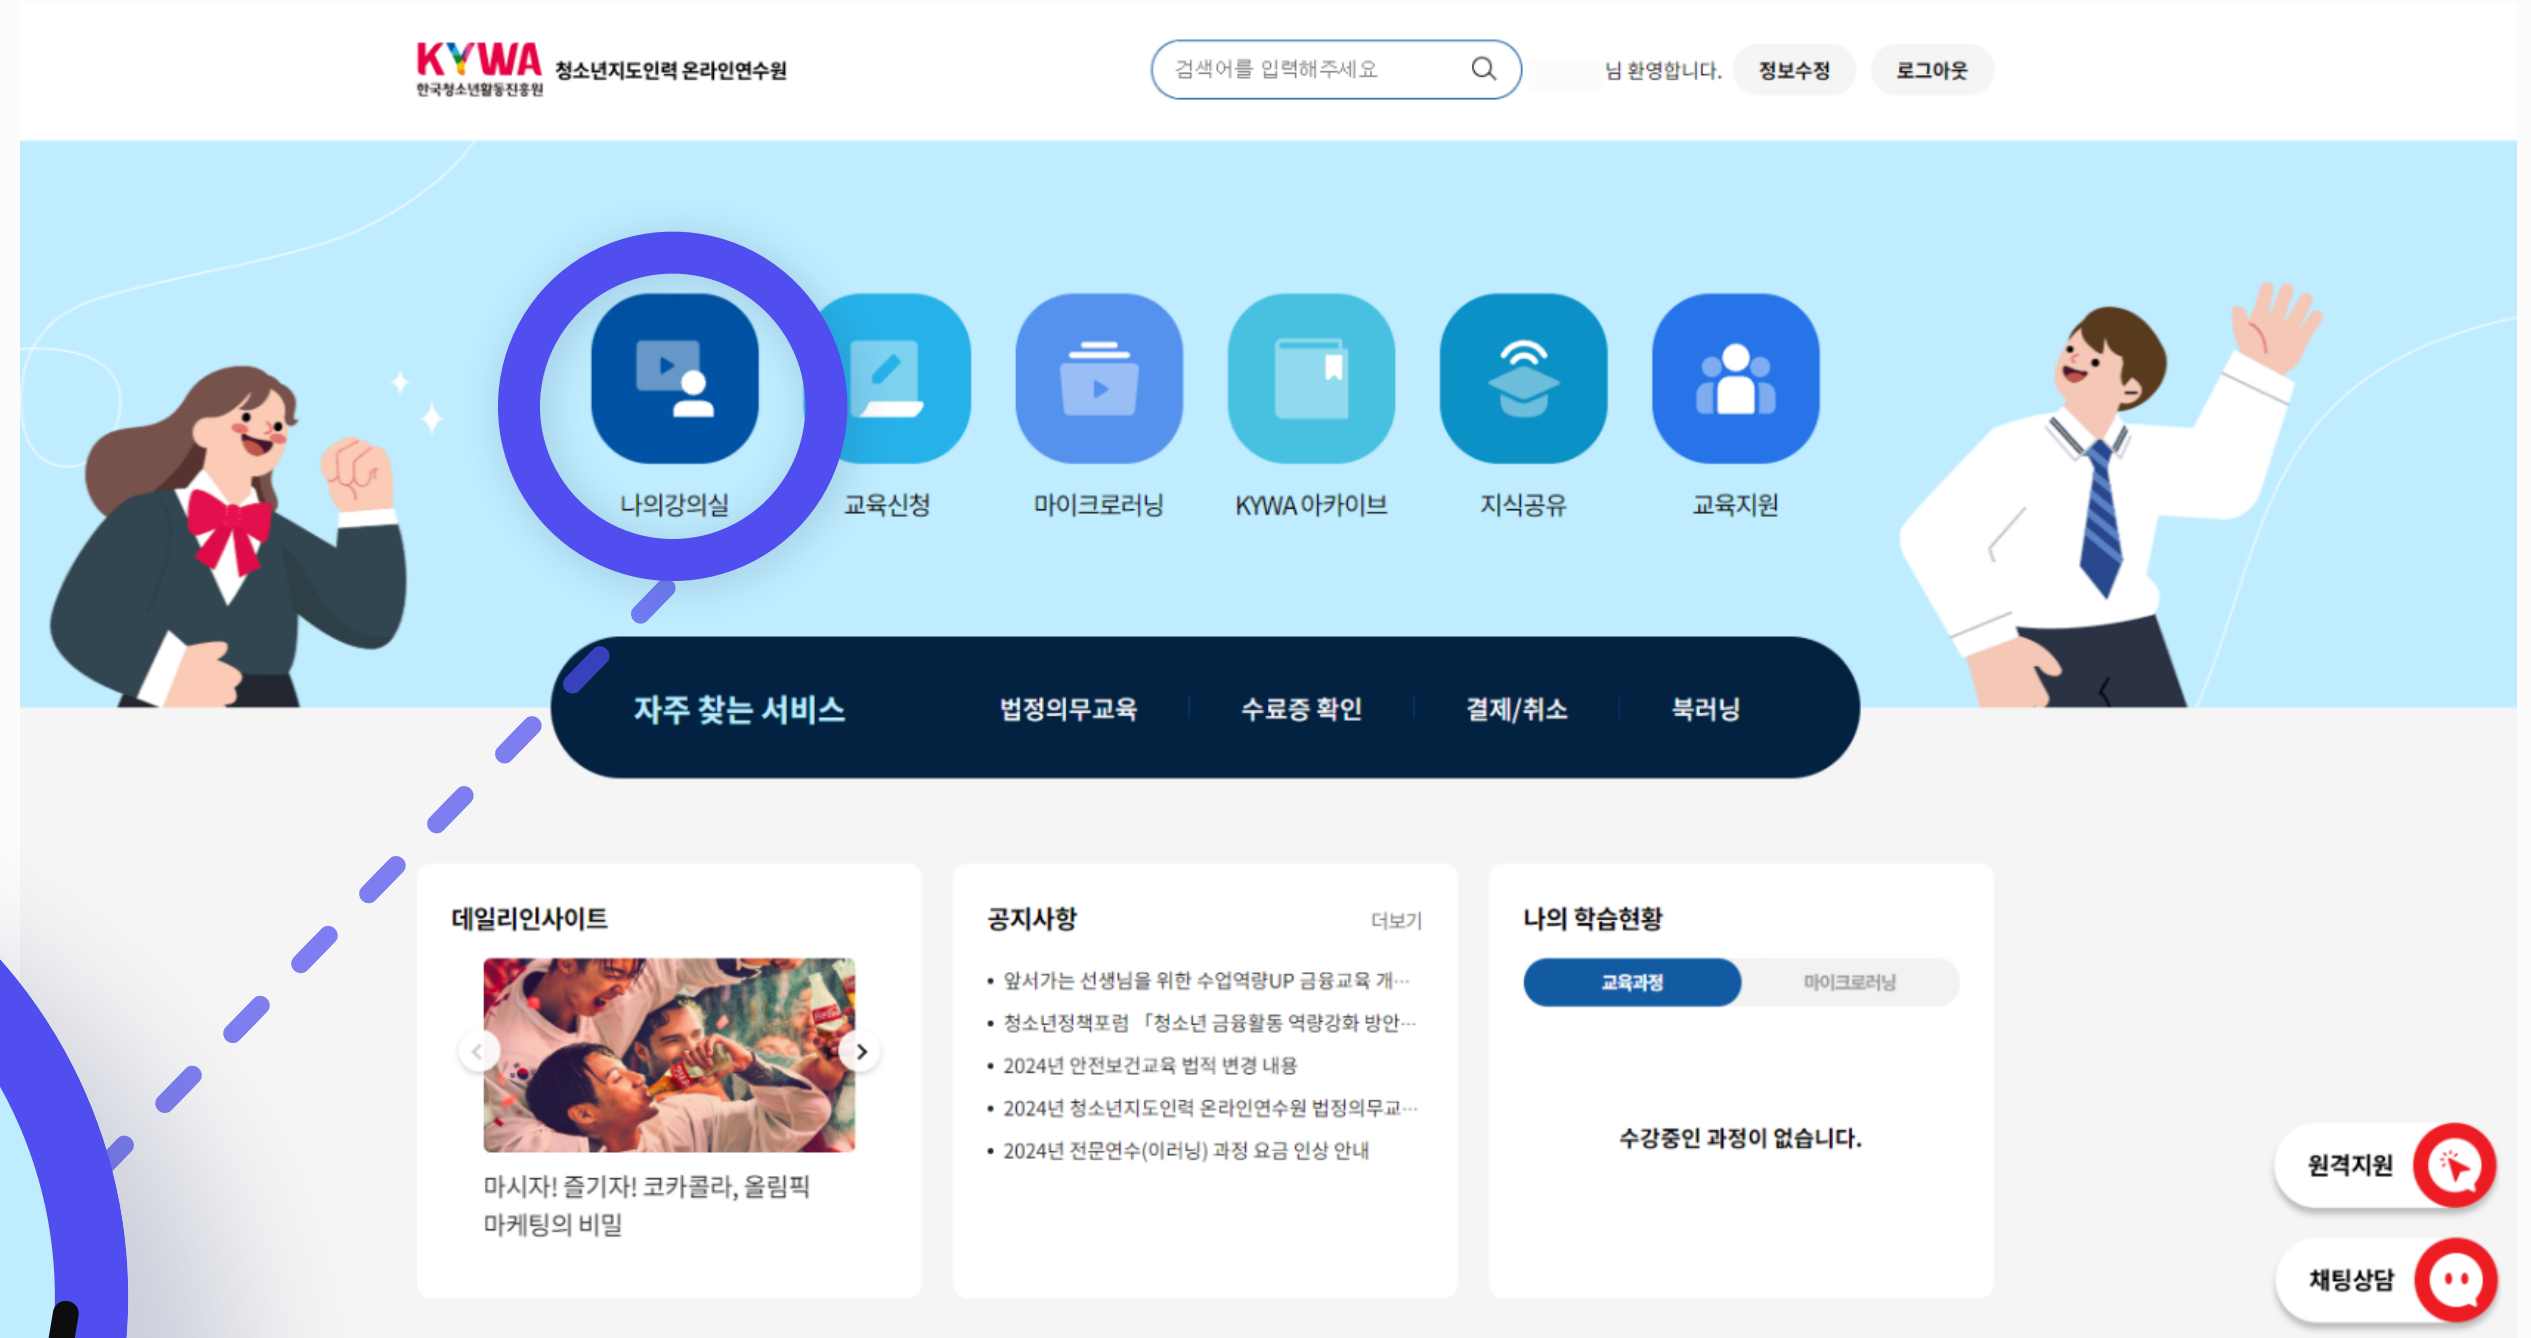 KYWA
한국청소년활동진흥원
청소년지도인력 온라인연수원
검색어를 입력해주세요
님 환영합니다.
정보수정
로그아웃
나의강의실
교육신청
마이크로러닝
KYWA 아카이브
지식공유
교육지원
자주 찾는 서비스
법정의무교육
수료증 확인
결제/취소
북러닝
데일리인사이트
마시자! 즐기자! 코카콜라, 올림픽
마케팅의 비밀
공지사항
더보기
• 앞서가는 선생님을 위한 수업역량UP 금융교육 개…
• 청소년정책포럼 「청소년 금융활동 역량강화 방안…
• 2024년 안전보건교육 법적 변경 내용
• 2024년 청소년지도인력 온라인연수원 법정의무교…
• 2024년 전문연수(이러닝) 과정 요금 인상 안내
나의 학습현황
교육과정
마이크로러닝
수강중인 과정이 없습니다.
원격지원
채팅상담